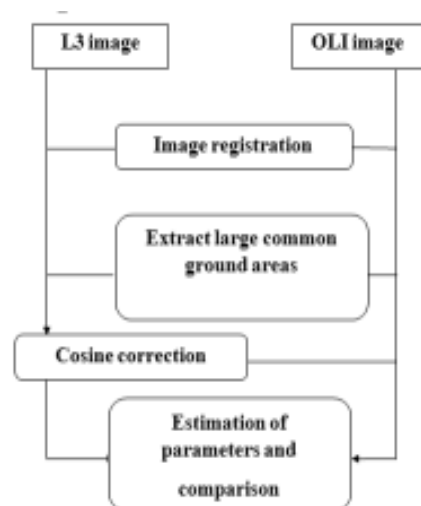 L3 image
OLI image
Image registration
Extract large common
ground areas
Cosine correction
Estimation of
parameters and
comparison